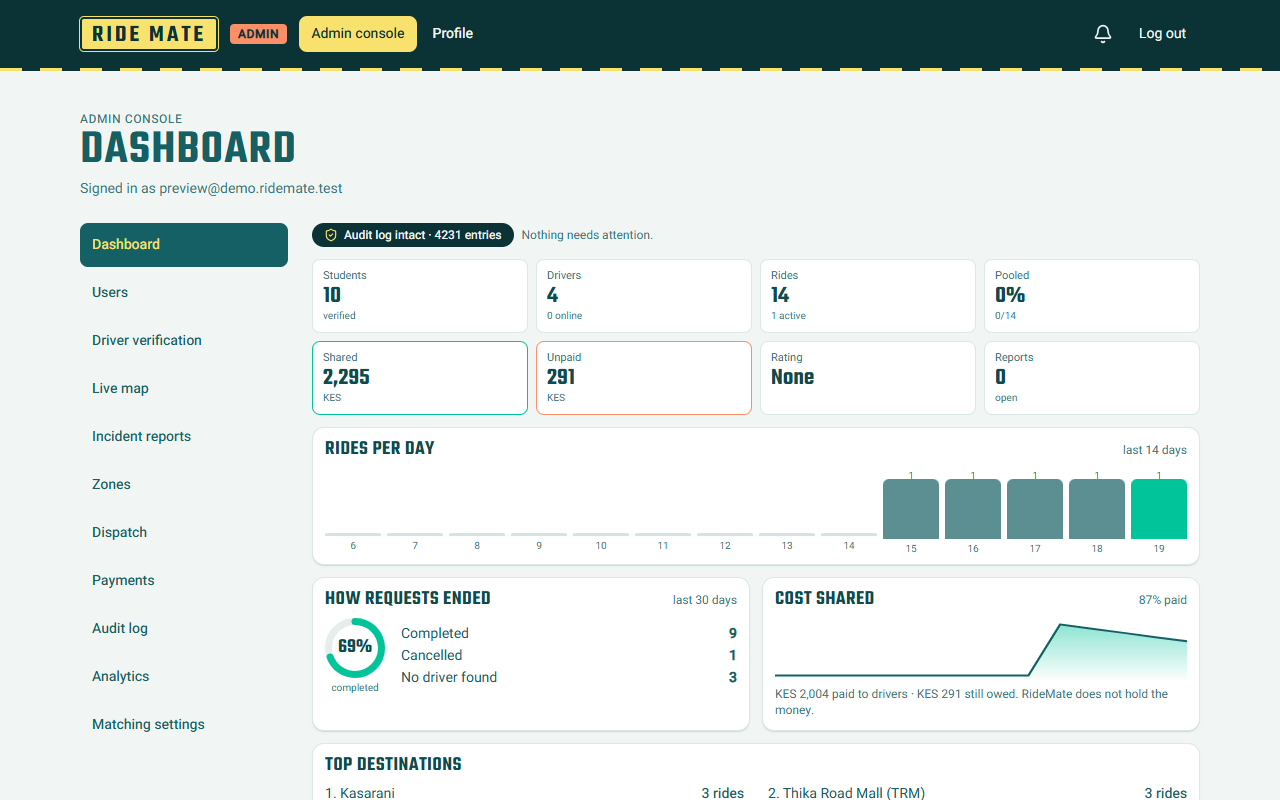 RIDE MATE ADMIN Admin console Profile Log out
ADMIN CONSOLE
DASHBOARD
Signed in as preview@demo.ridemate.test
Dashboard
Users
Driver verification
Live map
Incident reports
Zones
Dispatch
Payments
Audit log
Analytics
Matching settings
Audit log intact · 4231 entries Nothing needs attention.
Students
10
verified
Drivers
4
0 online
Rides
14
1 active
Pooled
0%
0/14
Shared
2,295
KES
Unpaid
291
KES
Rating
None
Reports
0
open
RIDES PER DAY last 14 days
1 1 1 1 1
6 7 8 9 10 11 12 13 14 15 16 17 18 19
HOW REQUESTS ENDED last 30 days
69%
completed
Completed 9
Cancelled 1
No driver found 3
COST SHARED 87% paid
KES 2,004 paid to drivers · KES 291 still owed. RideMate does not hold the
money.
TOP DESTINATIONS
1. Kasarani 3 rides 2. Thika Road Mall (TRM) 3 rides